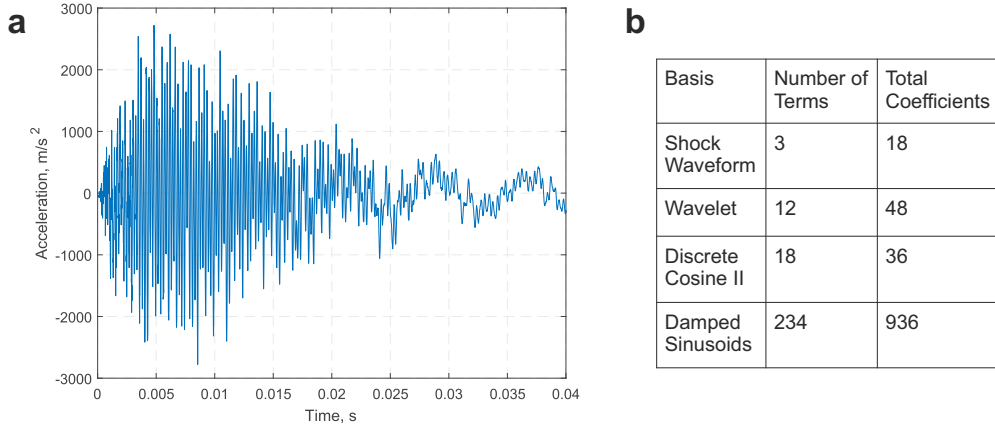 a
3000
2000
1000
0
-1000
-2000
-3000
Acceleration, m/s 2
0
0.005
0.01
0.015
0.02
0.025
0.03
0.035
0.04
Time, s
b
Basis
Number of
Terms
Total
Coefficients
Shock
Waveform
3
18
Wavelet
12
48
Discrete
Cosine II
18
36
Damped
Sinusoids
234
936